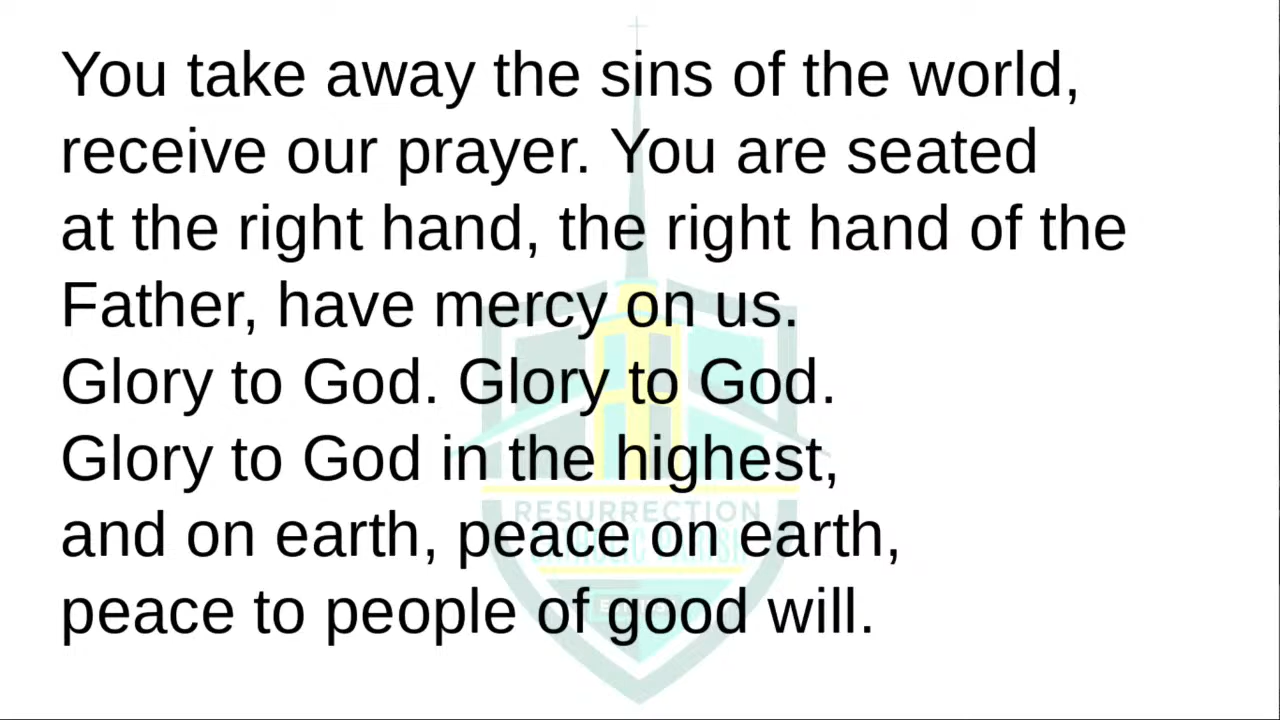 You take away the sins of the world,
receive our prayer. You are seated
at the right hand, the right hand of the
Father, have mercy on us.
Glory to God. Glory to God.
Glory to God in the highest,
and on earth, peace on earth,
peace to people of good will.
RESURRECTION